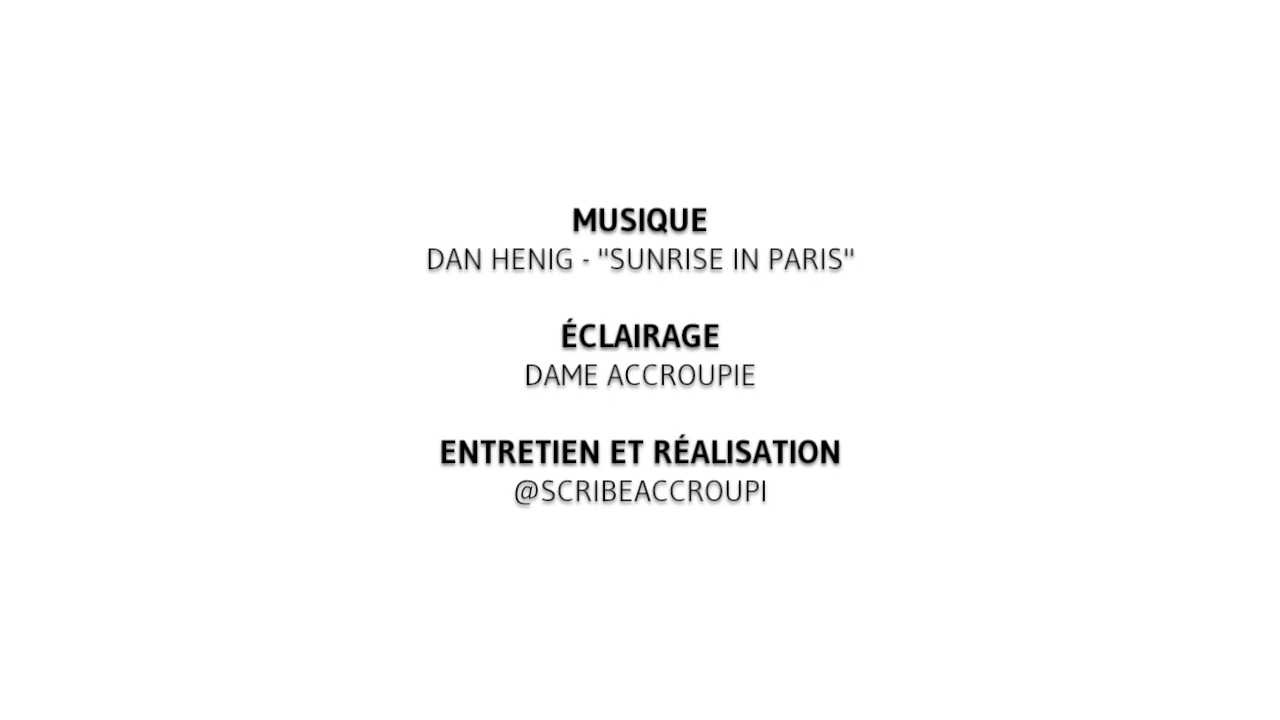 MUSIQUE
DAN HENIG - "SUNRISE IN PARIS"
ÉCLAIRAGE
DAME ACCROUPIE
ENTRETIEN ET RÉALISATION
@SCRIBEACCROUPI